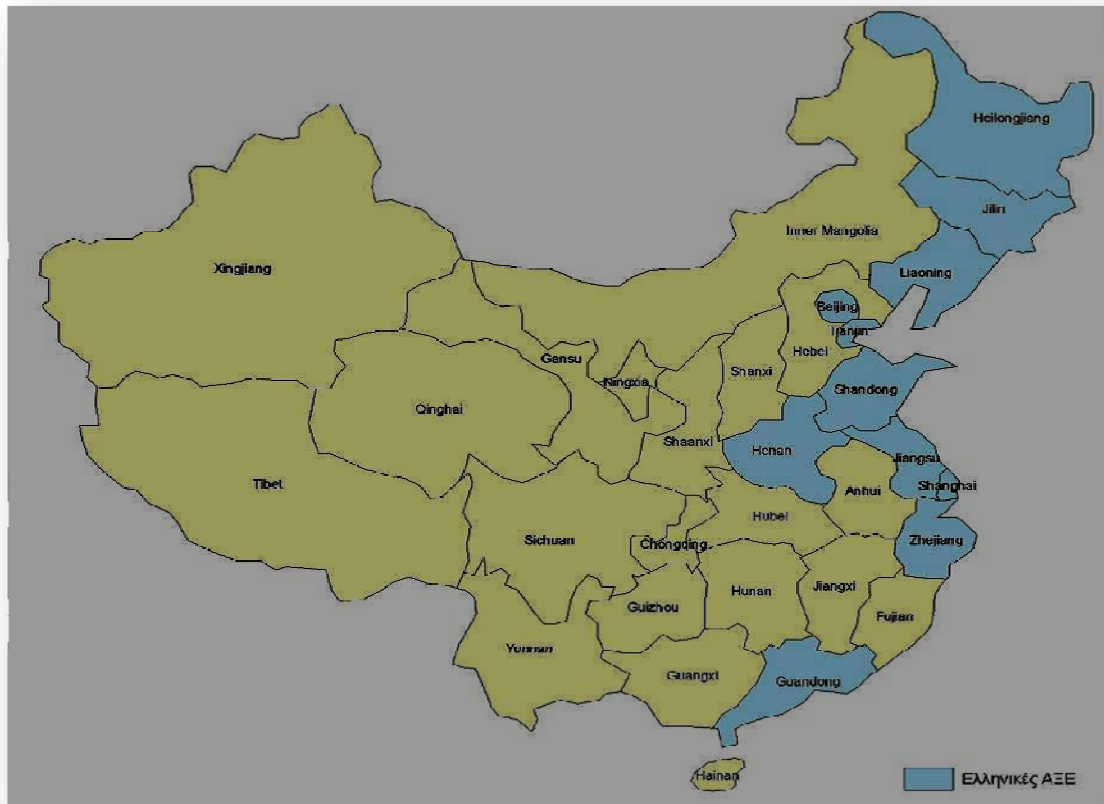 Heilongjiang
Jilin
Inner Mangolia
Xingjiang
Liaoning
Beijing
Tianjin
Hebei
Gansu
Shanxi
Ningxia
Shandong
Qinghai
Shaanxi
Henan
Jiangsu
Tibet
Shanghai
Anhui
Hubei
Sichuan
Chongqing
Zhejiang
Hunan
Jiangxi
Guizhou
Fujian
Yunnan
Guangxi
Guandong
Hainan
Ελληνικές ΑΞΕ